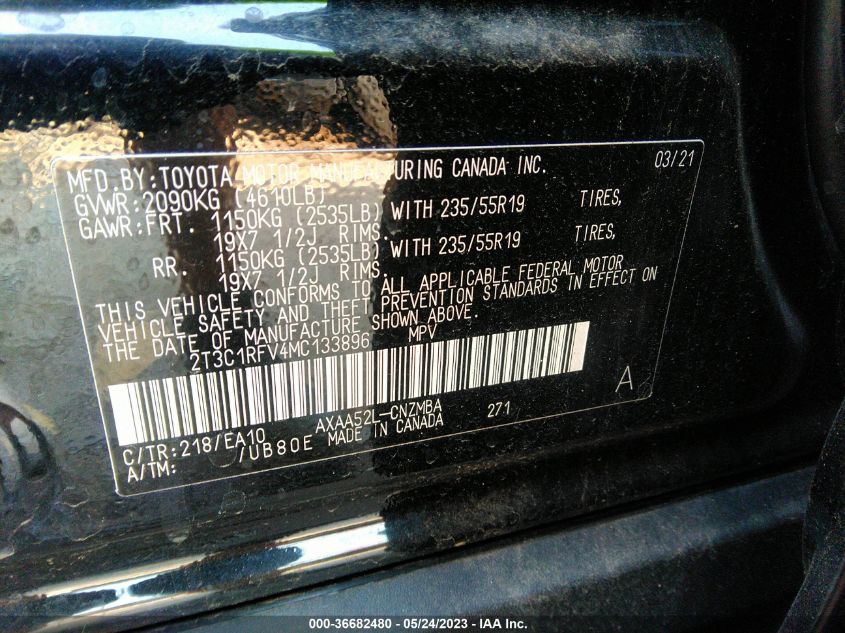 MFD.BY:TOYOTA MOTOR MANUFACTURING CANADA INC. 03/21
GVWR:2090KG (4610LB)
GAWR:FRT. 1150KG (2535LB) WITH 235/55R19 TIRES,
19X7 1/2J RIMS.
RR. 1150KG (2535LB) WITH 235/55R19 TIRES,
19X7 1/2J RIMS.
THIS VEHICLE CONFORMS TO ALL APPLICABLE FEDERAL MOTOR
VEHICLE SAFETY AND THEFT PREVENTION STANDARDS IN EFFECT ON
THE DATE OF MANUFACTURE SHOWN ABOVE.
2T3C1RFV4MC133896 MPV
A
C/TR:218/EA10 AXAA52L-CNZMBA 271
A/TM: /UB80E MADE IN CANADA
000-36682480 - 05/24/2023 - IAA Inc.